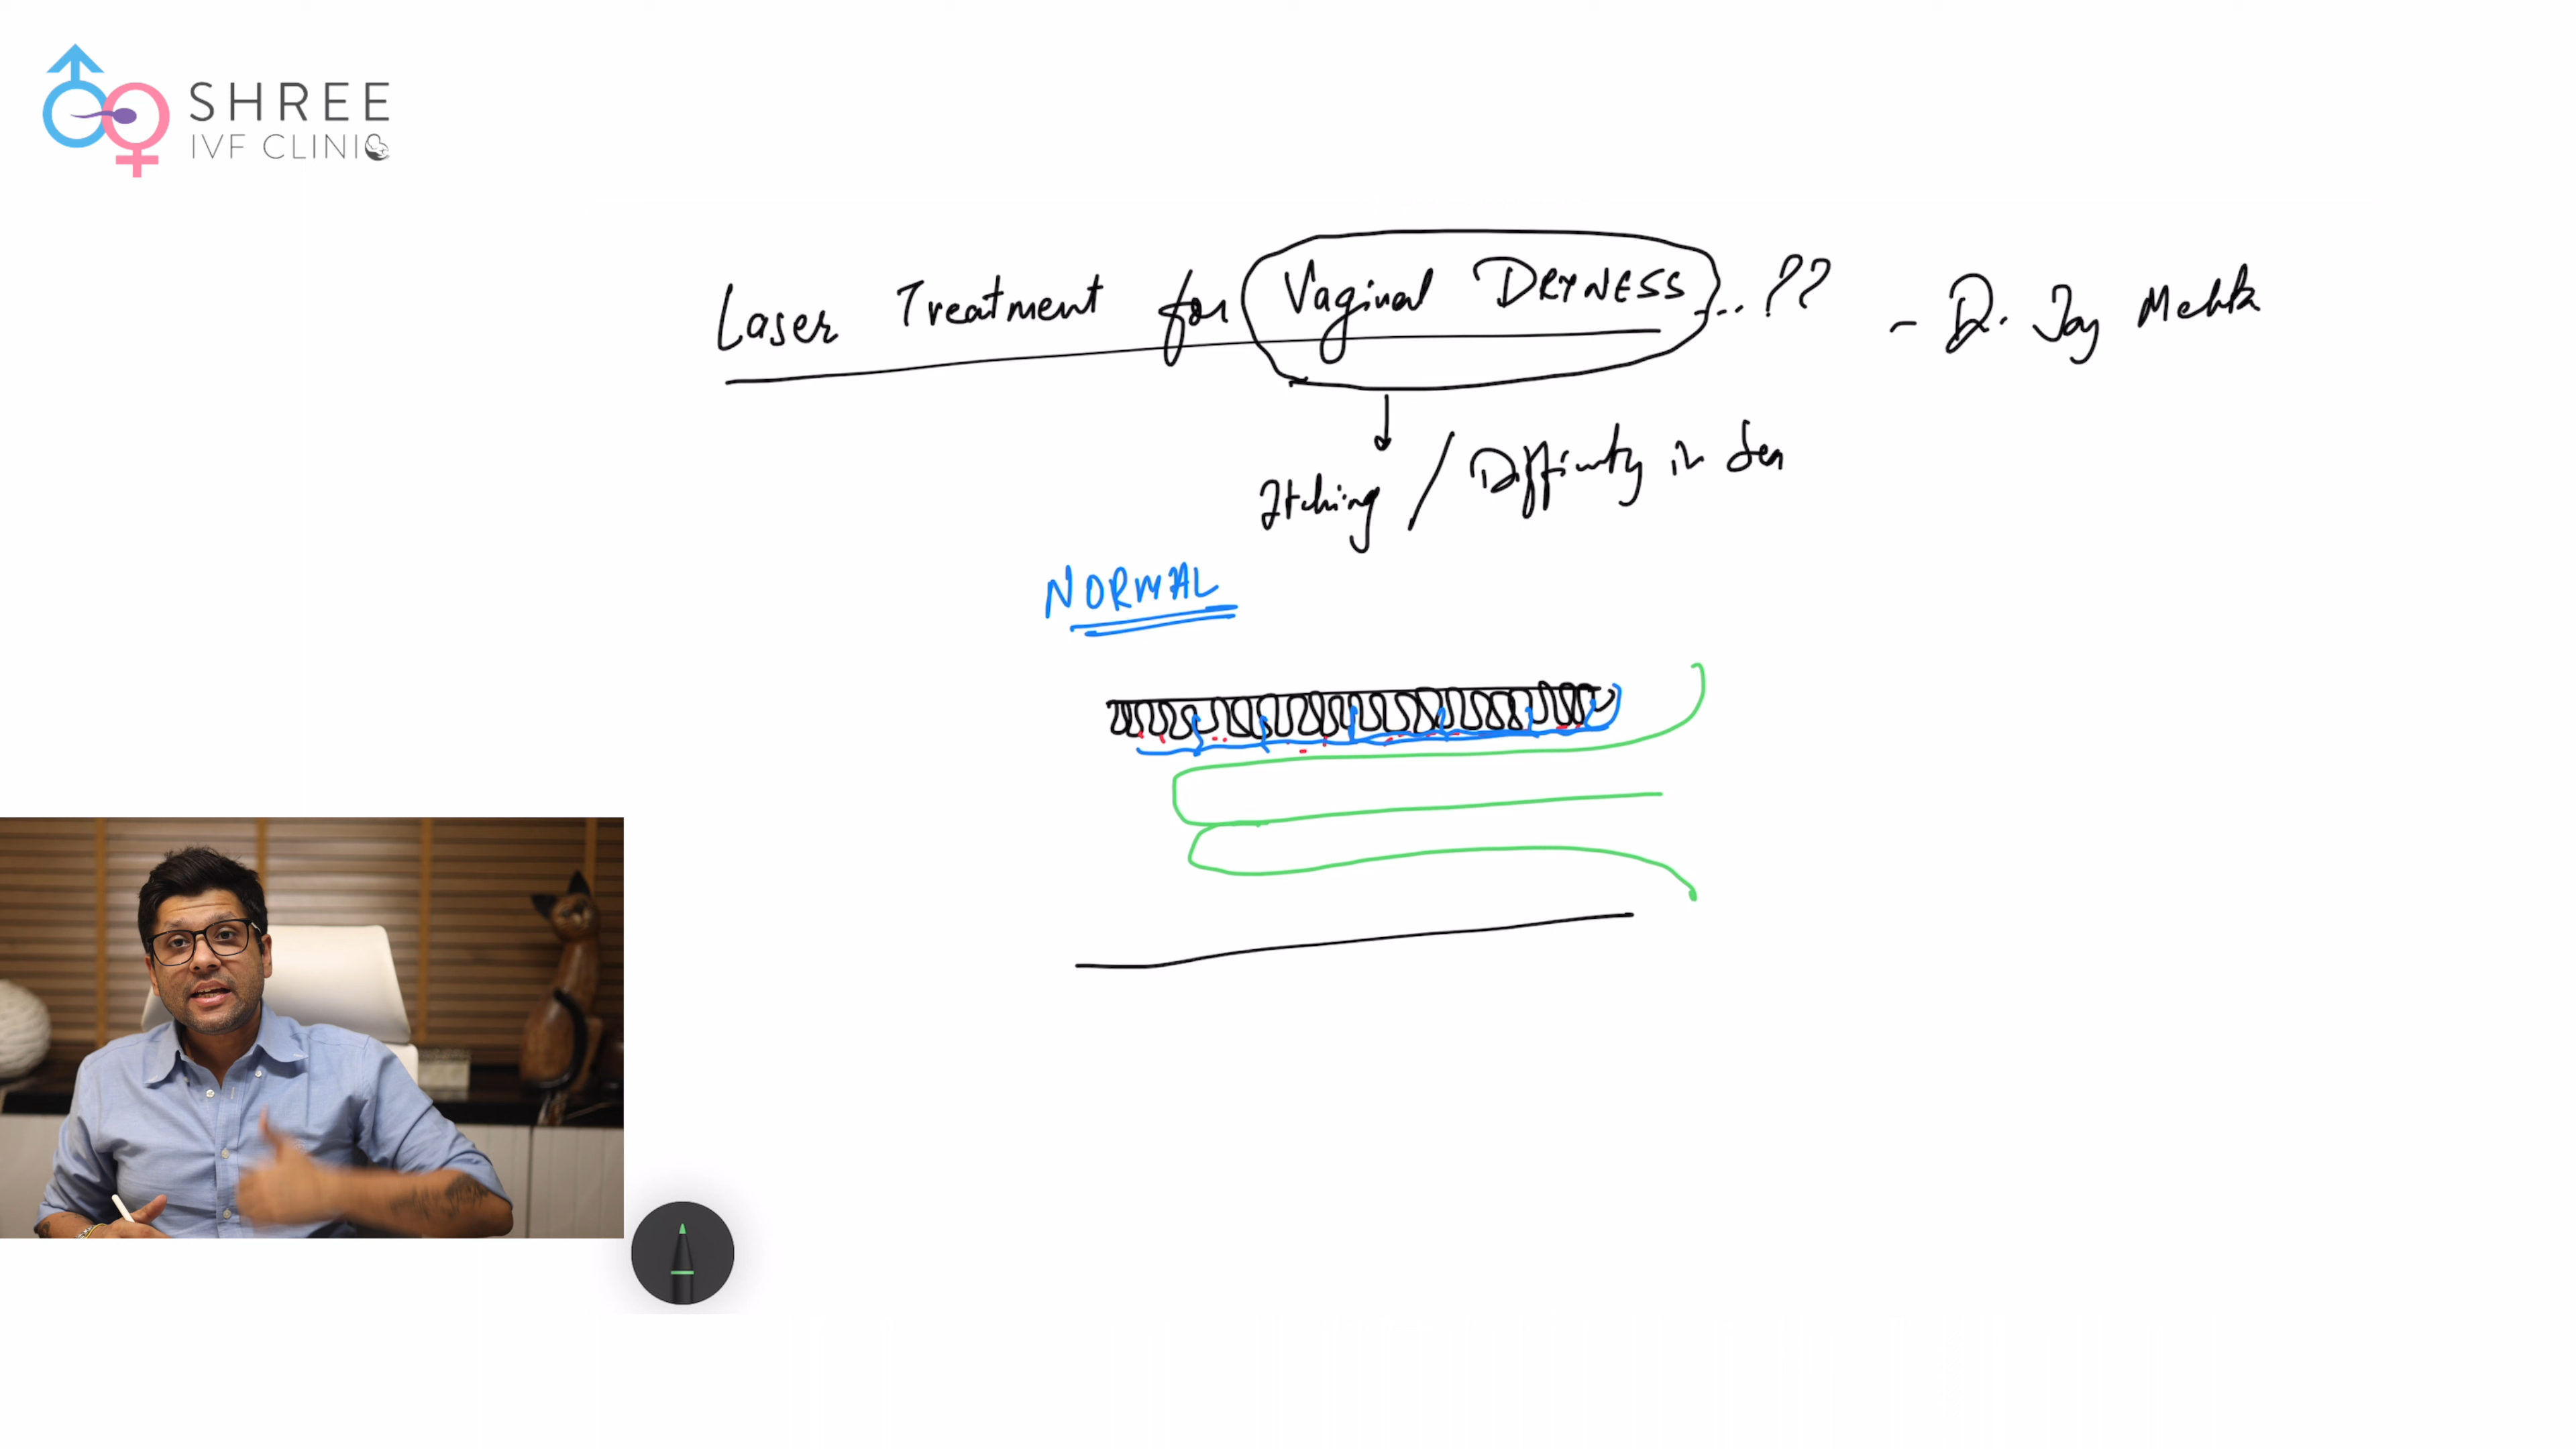 SHREE
IVF CLINIC
Laser Treatment for Vaginal DRYNESS...?? - Dr. Jay Mehta
Itching / Difficulty in Sex
NORMAL